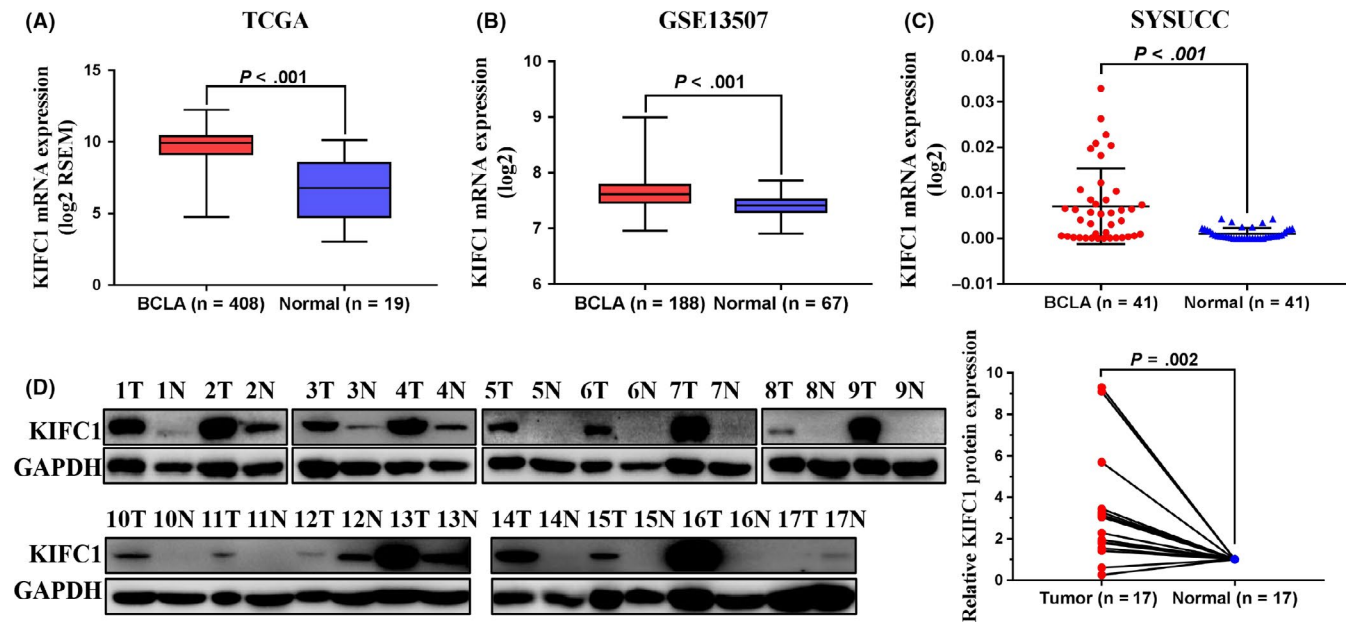 (A) TCGA
KIFC1 mRNA expression
(log2 RSEM)
15
10
5
0
P < .001
BCLA (n = 408) Normal (n = 19)
(B) GSE13507
KIFC1 mRNA expression
(log2)
10
9
8
7
6
P < .001
BCLA (n = 188) Normal (n = 67)
(C) SYSUCC
KIFC1 mRNA expression
(log2)
0.04
0.03
0.02
0.01
0.00
−0.01
P < .001
BCLA (n = 41) Normal (n = 41)
(D)
1T 1N 2T 2N 3T 3N 4T 4N 5T 5N 6T 6N 7T 7N 8T 8N 9T 9N
KIFC1
GAPDH
10T 10N 11T 11N 12T 12N 13T 13N 14T 14N 15T 15N 16T 16N 17T 17N
KIFC1
GAPDH
Relative KIFC1 protein expression
10
8
6
4
2
0
P = .002
Tumor (n = 17) Normal (n = 17)